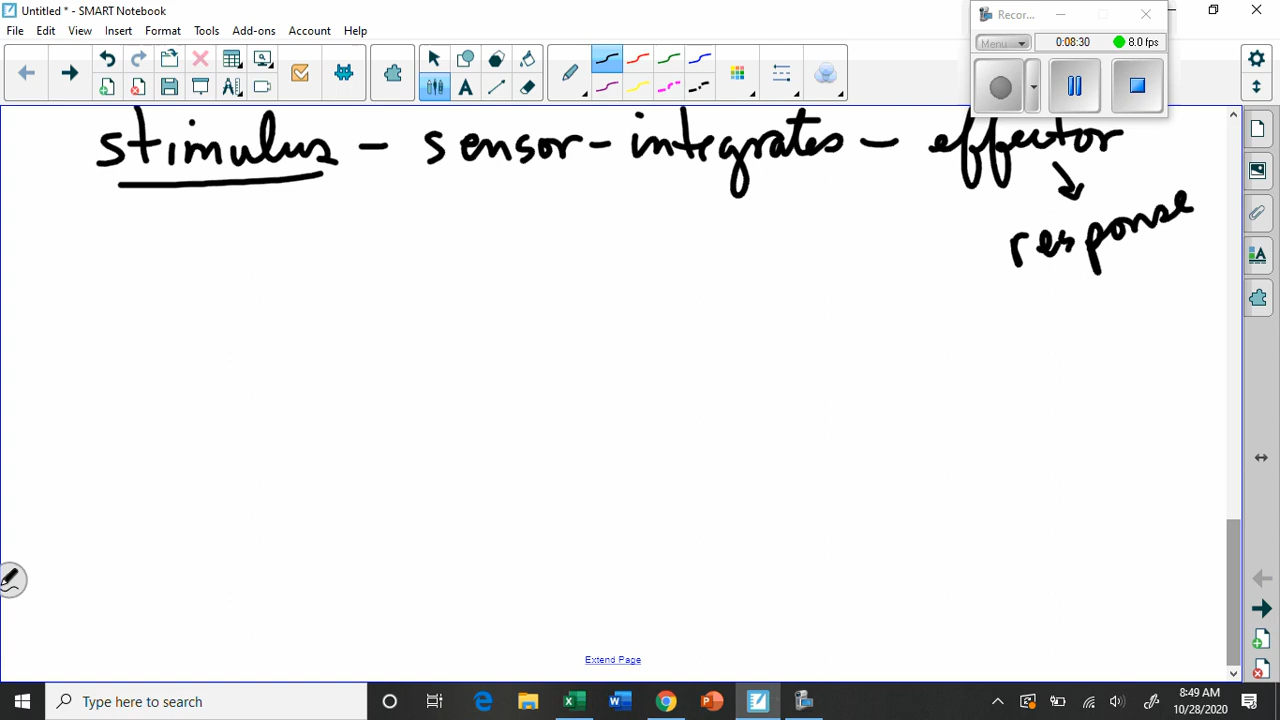 Untitled * - SMART Notebook
File Edit View Insert Format Tools Add-ons Account Help
Recor...
Menu
0:08:30
8.0 fps
stimulus - sensor - integrates - effector
response
Extend Page
Type here to search
8:49 AM
10/28/2020